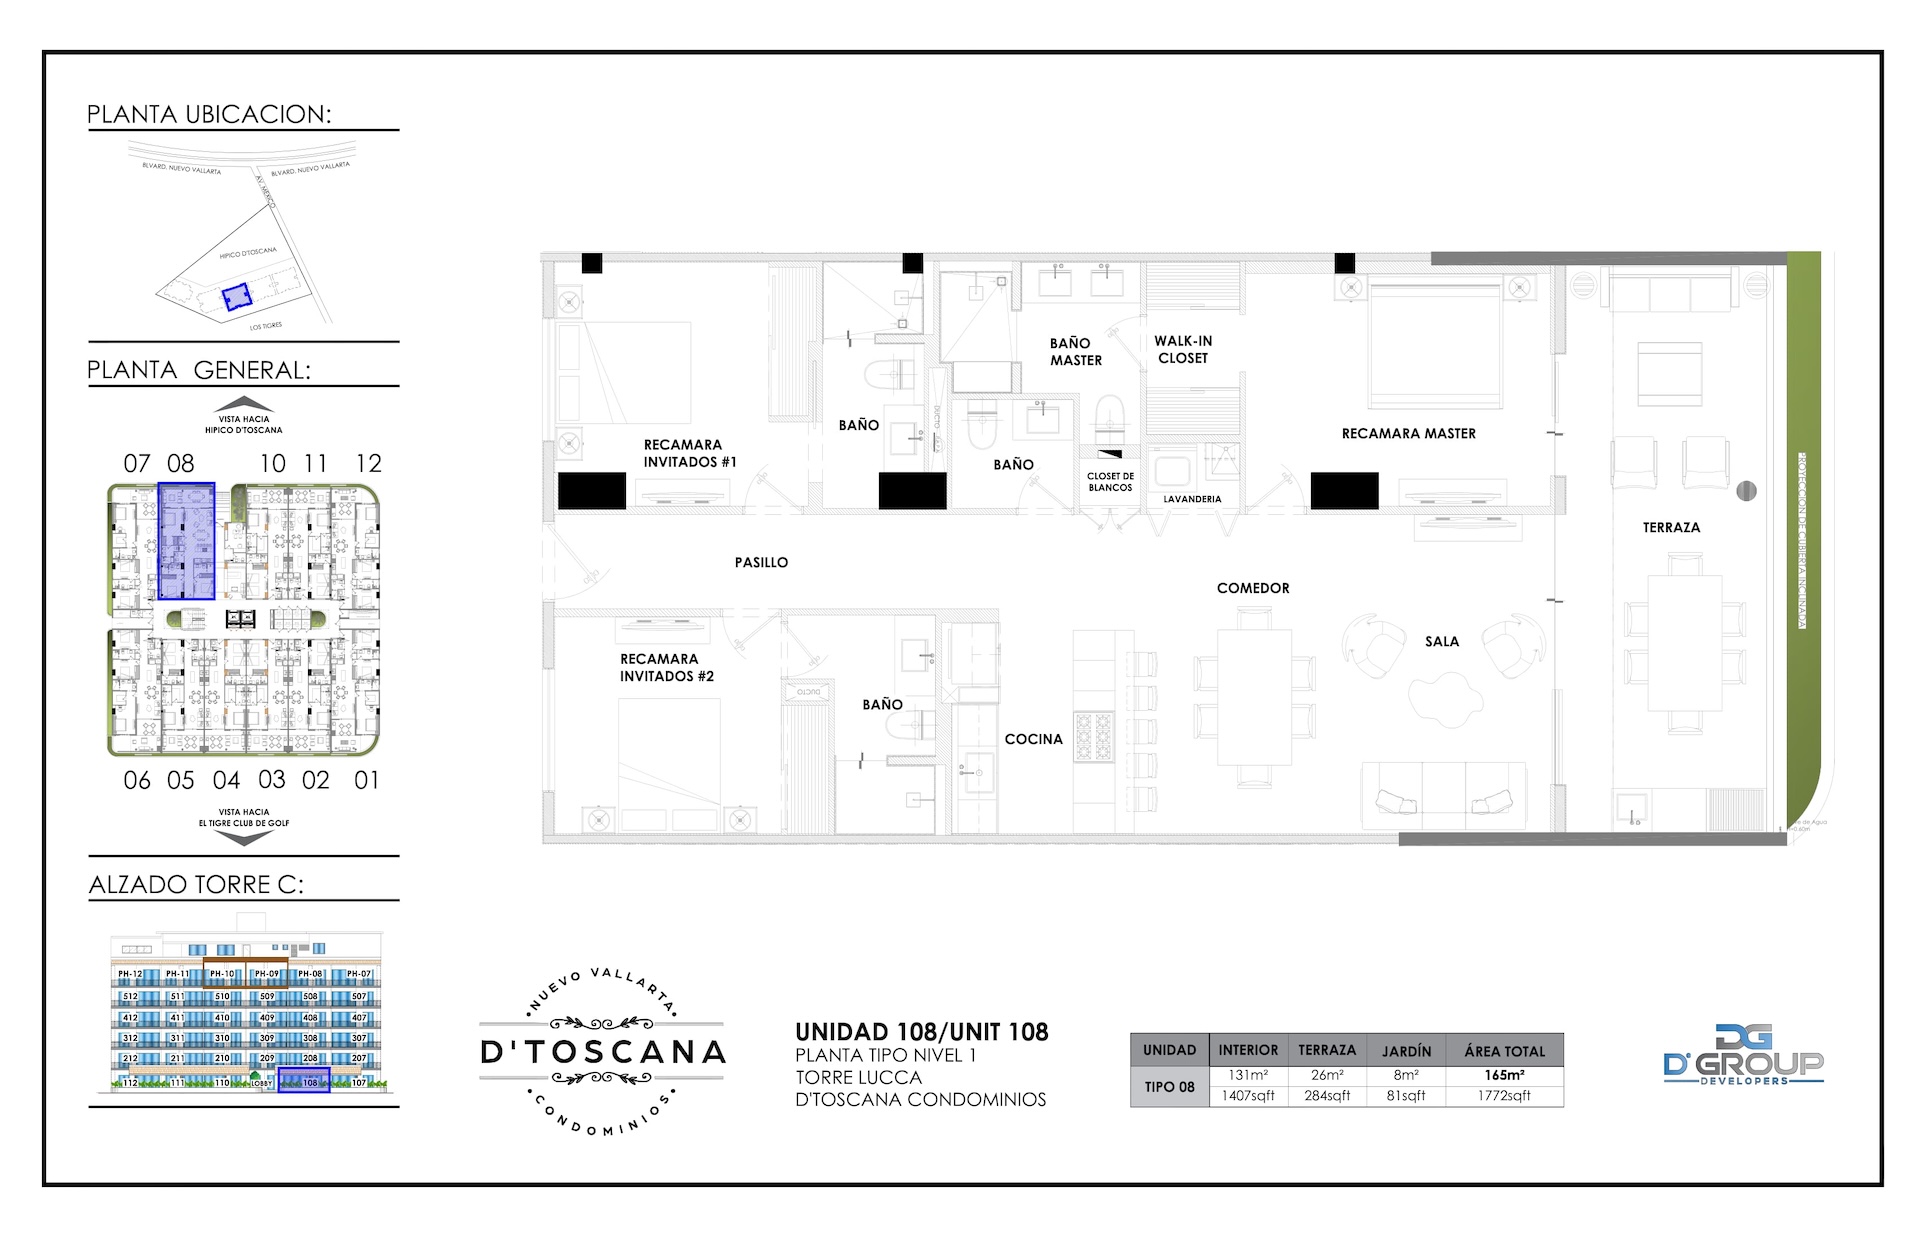 PLANTA UBICACION:
BLVARD. NUEVO VALLARTA
BLVARD. NUEVO VALLARTA
AV. MEXICO
HIPICO D'TOSCANA
LOS TIGRES
PLANTA GENERAL:
VISTA HACIA
HIPICO D'TOSCANA
07 08 10 11 12
06 05 04 03 02 01
VISTA HACIA
EL TIGRE CLUB DE GOLF
ALZADO TORRE C:
PH-12 PH-11 PH-10 PH-09 PH-08 PH-07
512 511 510 509 508 507
412 411 410 409 408 407
312 311 310 309 308 307
212 211 210 209 208 207
112 111 110 LOBBY 108 107
RECAMARA
INVITADOS #1
BAÑO
DUCTO
BAÑO
MASTER
WALK-IN
CLOSET
BAÑO
CLOSET DE
BLANCOS
LAVANDERIA
RECAMARA MASTER
TERRAZA
PROYECCION DE CUBIERTA INCLINADA
PASILLO
COMEDOR
SALA
RECAMARA
INVITADOS #2
DUCTO
BAÑO
COCINA
de Agua
NUEVO VALLARTA
D'TOSCANA
CONDOMINIOS
UNIDAD 108/UNIT 108
PLANTA TIPO NIVEL 1
TORRE LUCCA
D'TOSCANA CONDOMINIOS
UNIDAD INTERIOR TERRAZA JARDÍN ÁREA TOTAL
TIPO 08 131m² 26m² 8m² 165m²
1407sqft 284sqft 81sqft 1772sqft
DG
D'GROUP
DEVELOPERS